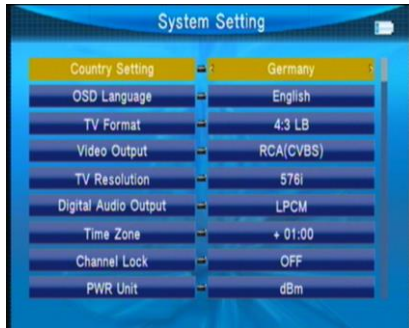 System Setting
Country Setting Germany
OSD Language English
TV Format 4:3 LB
Video Output RCA(CVBS)
TV Resolution 576i
Digital Audio Output LPCM
Time Zone + 01:00
Channel Lock OFF
PWR Unit dBm